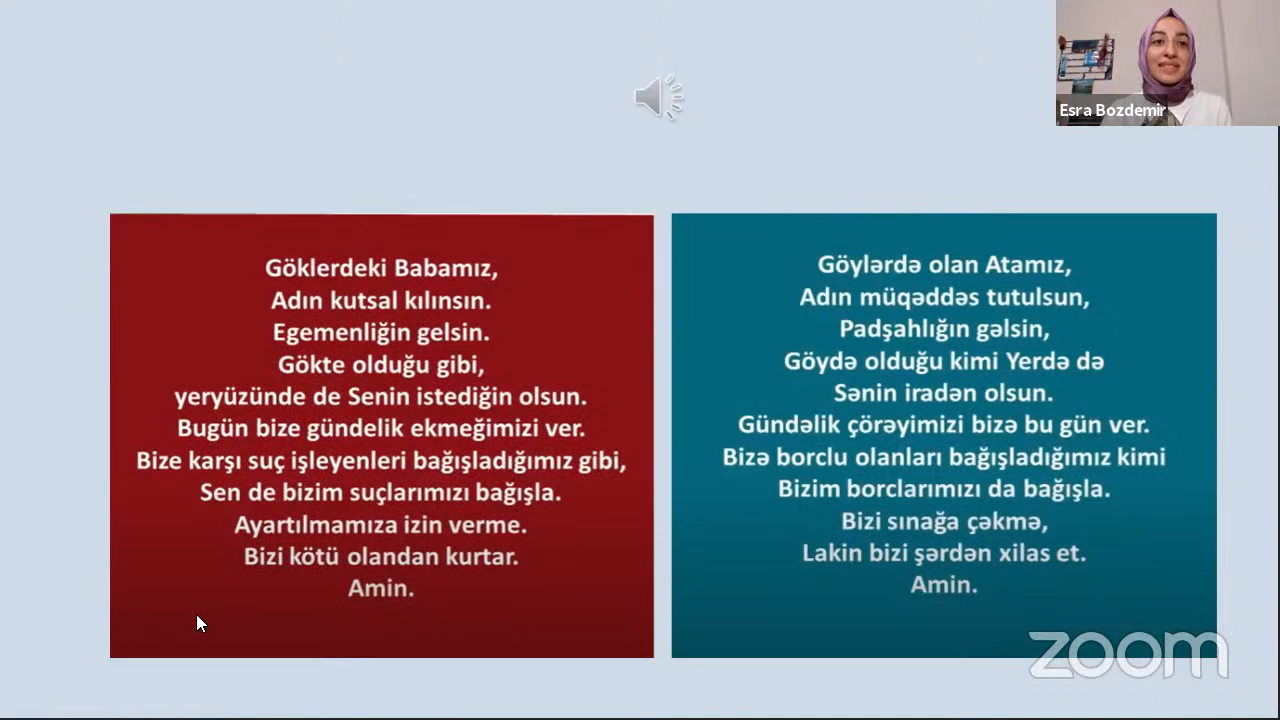 Esra Bozdemir
Göklerdeki Babamız,
Adın kutsal kılınsın.
Egemenliğin gelsin.
Gökte olduğu gibi,
yeryüzünde de Senin istediğin olsun.
Bugün bize gündelik ekmeğimizi ver.
Bize karşı suç işleyenleri bağışladığımız gibi,
Sen de bizim suçlarımızı bağışla.
Ayartılmamıza izin verme.
Bizi kötü olandan kurtar.
Amin.
Göylərdə olan Atamız,
Adın müqəddəs tutulsun,
Padşahlığın gəlsin,
Göydə olduğu kimi Yerdə də
Sənin iradən olsun.
Gündəlik çörəyimizi bizə bu gün ver.
Bizə borclu olanları bağışladığımız kimi
Bizim borclarımızı da bağışla.
Bizi sınağa çəkmə,
Lakin bizi şərdən xilas et.
Amin.
zoom